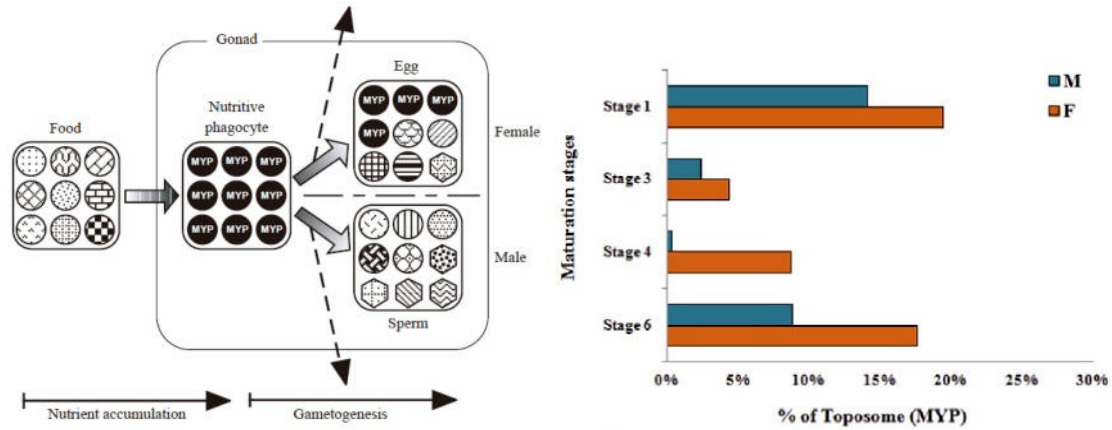 Gonad
Food
Nutritive
phagocyte
Egg
MYP MYP MYP
MYP
Female
MYP MYP MYP
MYP MYP MYP
MYP MYP MYP
Male
Sperm
Nutrient accumulation
Gametogenesis
M
F
Maturation stages
Stage 1
Stage 3
Stage 4
Stage 6
0% 5% 10% 15% 20% 25% 30%
% of Toposome (MYP)